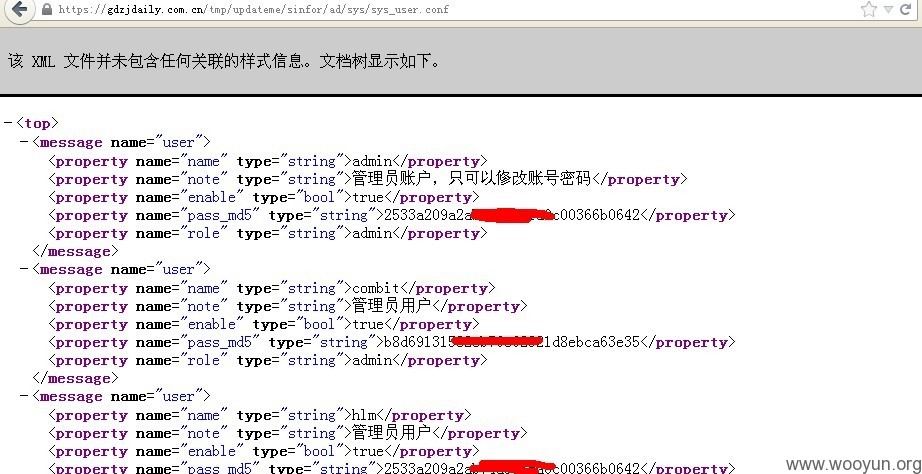 https://gdzjdaily.com.cn/tmp/updateme/sinfor/ad/sys/sys_user.conf
该 XML 文件并未包含任何关联的样式信息。文档树显示如下。
−<top>
−<message name="user">
<property name="name" type="string">admin</property>
<property name="note" type="string">管理员账户, 只可以修改账号密码</property>
<property name="enable" type="bool">true</property>
<property name="pass_md5" type="string">2533a209a2a c00366b0642</property>
<property name="role" type="string">admin</property>
</message>
−<message name="user">
<property name="name" type="string">combit</property>
<property name="note" type="string">管理员用户</property>
<property name="enable" type="bool">true</property>
<property name="pass_md5" type="string">b8d69131 1d8ebca63e35</property>
<property name="role" type="string">admin</property>
</message>
−<message name="user">
<property name="name" type="string">hlm</property>
<property name="note" type="string">管理员用户</property>
<property name="enable" type="bool">true</property>
<property name="pass_md5" type="string">2533a209a2a c00366b0642</property>
www.wooyun.org